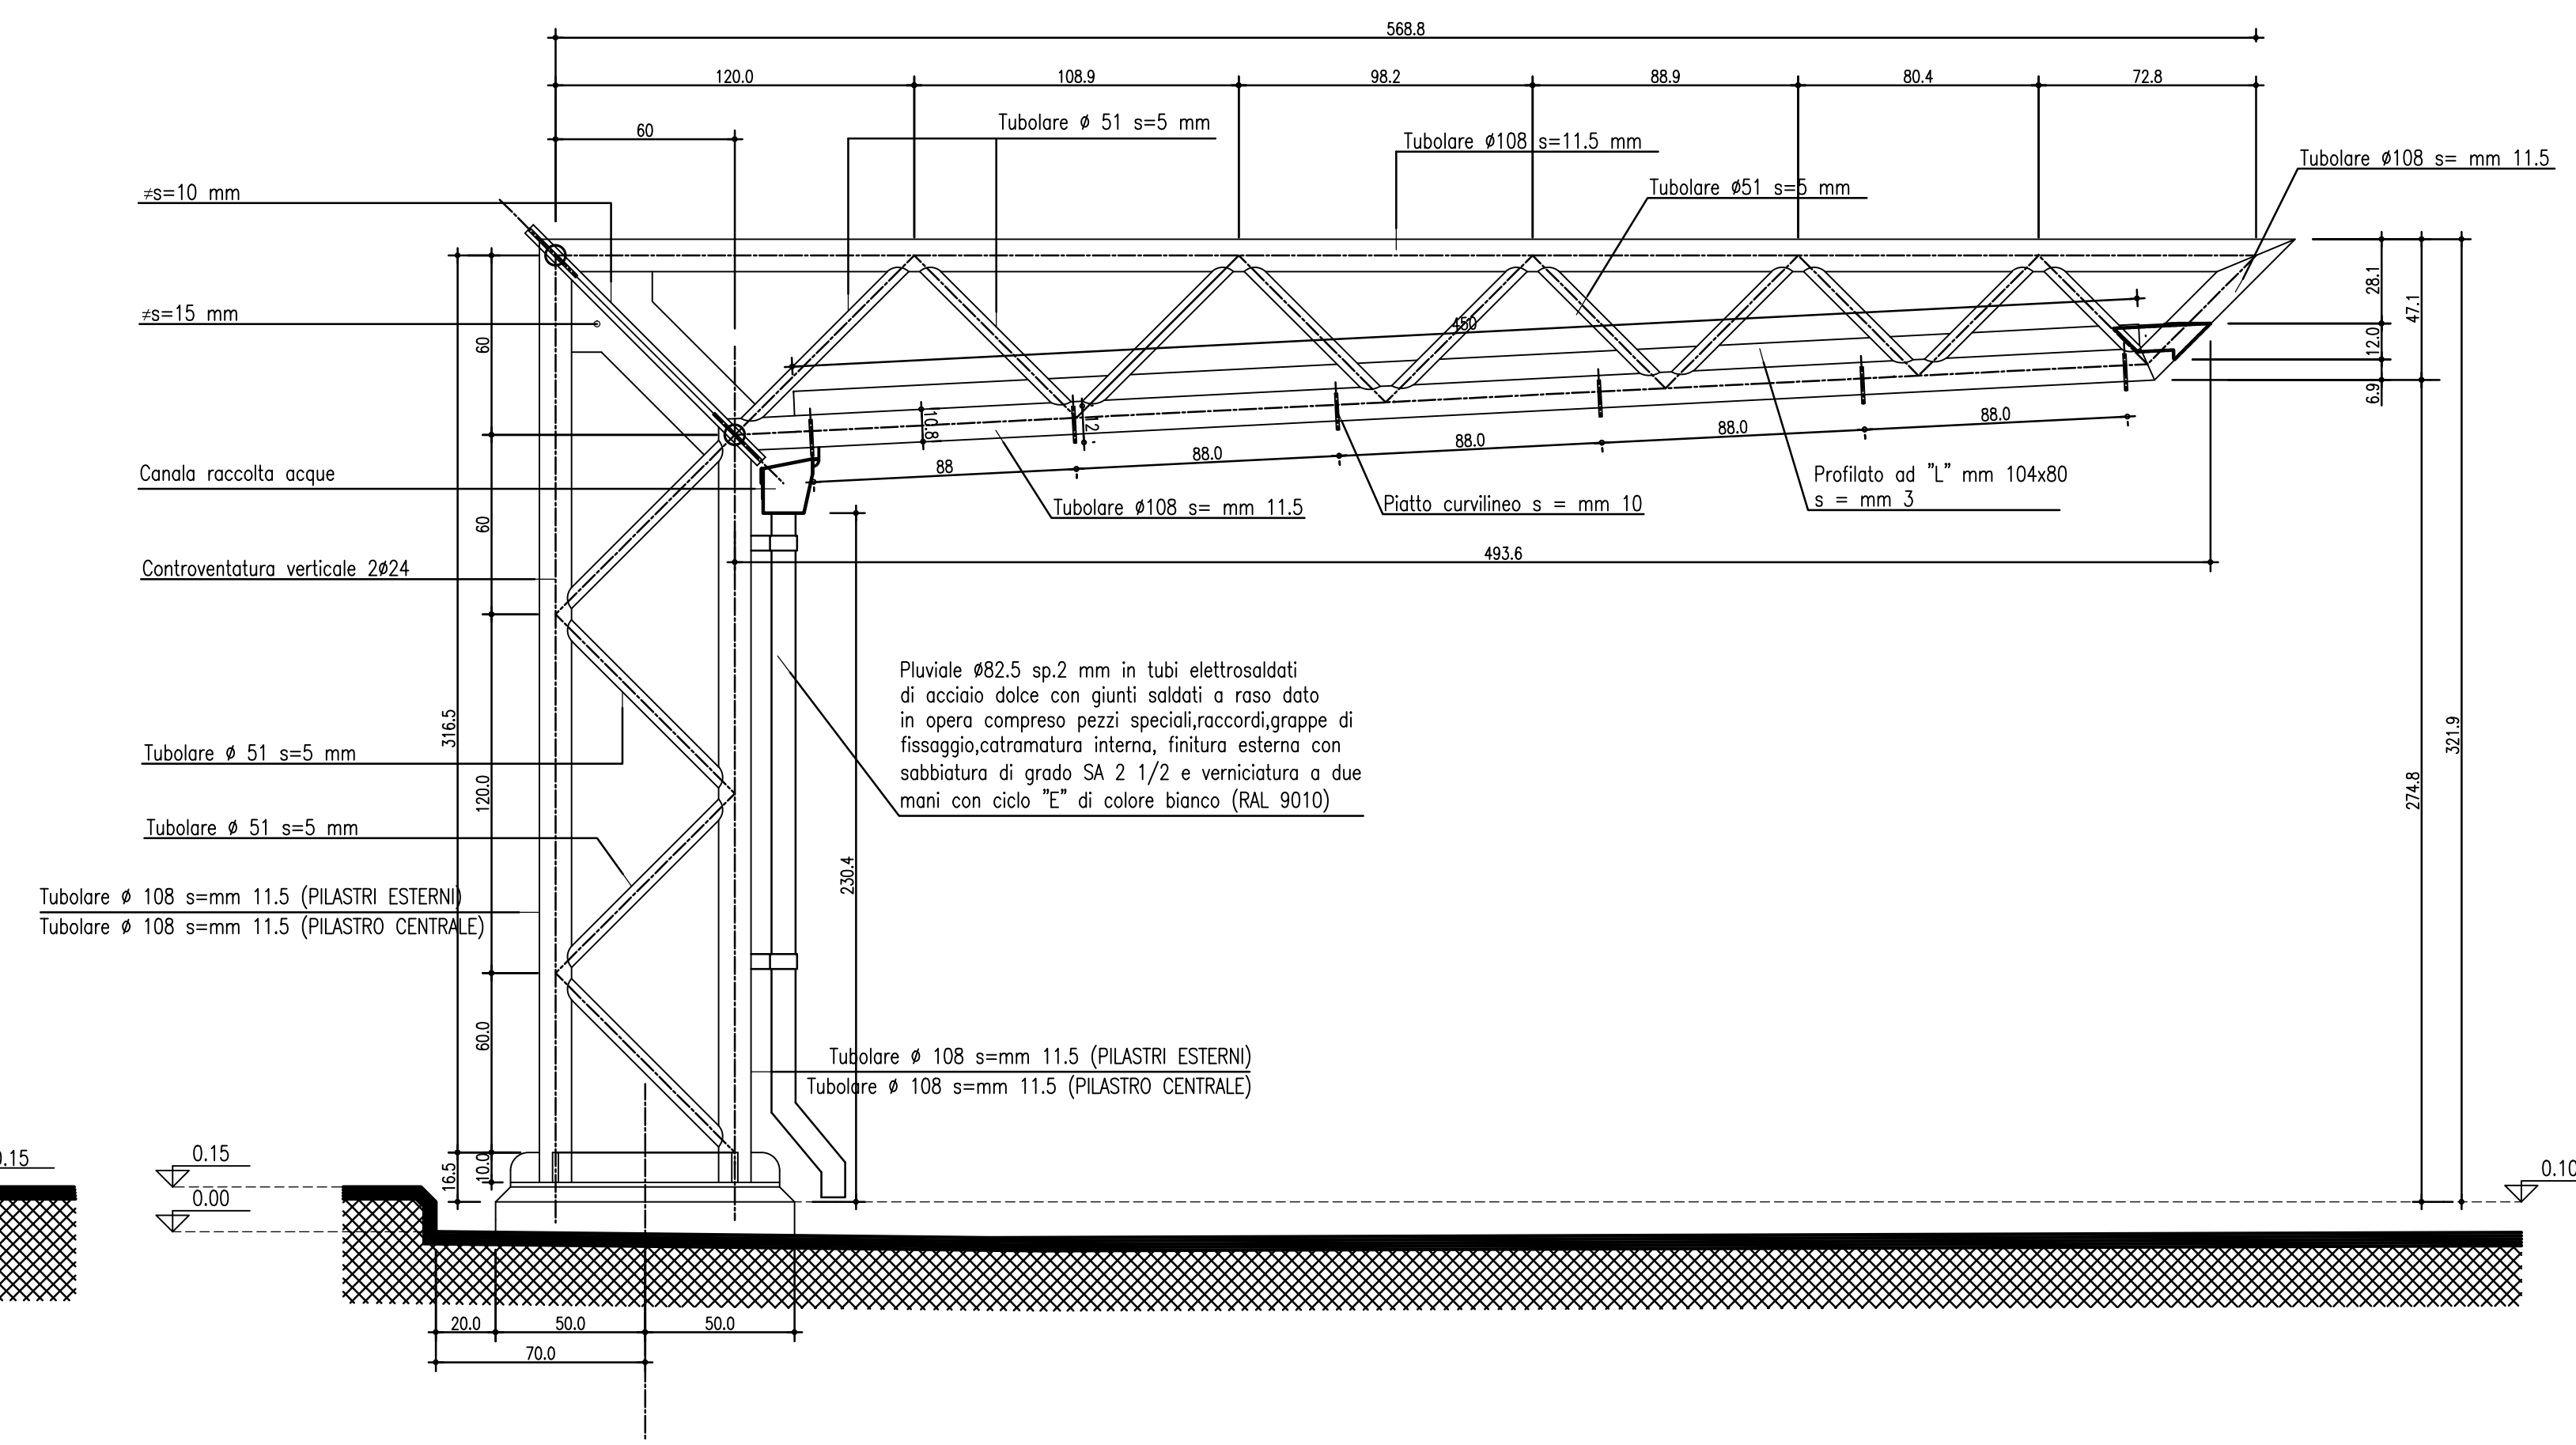 568.8
120.0
108.9
98.2
88.9
80.4
72.8
60
Tubolare ø 51 s=5 mm
Tubolare ø108 s=11.5 mm
Tubolare ø108 s= mm 11.5
Tubolare ø51 s=5 mm
≠s=10 mm
≠s=15 mm
28.1
47.1
12.0
6.9
450
60
10.8
12
88
88.0
88.0
88.0
88.0
Canala raccolta acque
Tubolare ø108 s= mm 11.5
Piatto curvilineo s = mm 10
Profilato ad "L" mm 104x80
s = mm 3
60
493.6
Controventatura verticale 2ø24
Pluviale ø82.5 sp.2 mm in tubi elettrosaldati
di acciaio dolce con giunti saldati a raso dato
in opera compreso pezzi speciali,raccordi,grappe di
fissaggio,catramatura interna, finitura esterna con
sabbiatura di grado SA 2 1/2 e verniciatura a due
mani con ciclo "E" di colore bianco (RAL 9010)
316.5
321.9
Tubolare ø 51 s=5 mm
120.0
274.8
Tubolare ø 51 s=5 mm
230.4
Tubolare ø 108 s=mm 11.5 (PILASTRI ESTERNI)
Tubolare ø 108 s=mm 11.5 (PILASTRO CENTRALE)
60.0
Tubolare ø 108 s=mm 11.5 (PILASTRI ESTERNI)
Tubolare ø 108 s=mm 11.5 (PILASTRO CENTRALE)
0.15
0.15
16.5
10.0
0.10
0.00
20.0
50.0
50.0
70.0